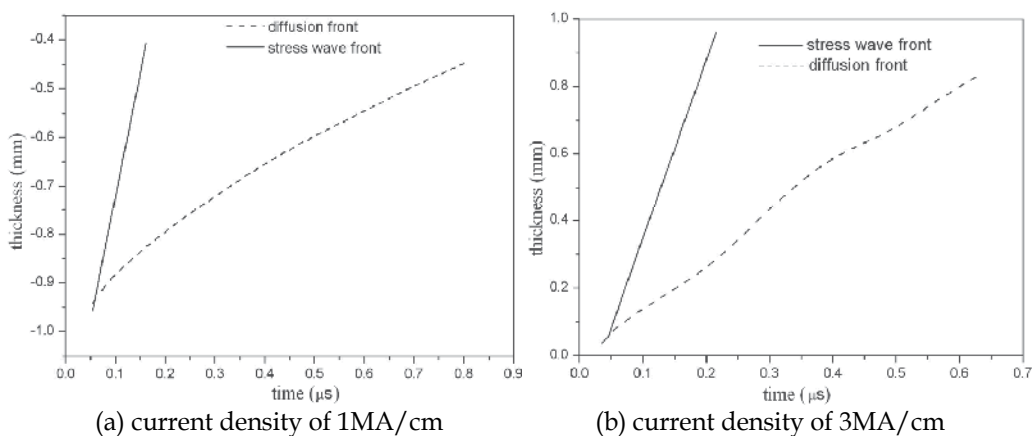 diffusion front
stress wave front
-0.4
-0.5
-0.6
-0.7
-0.8
-0.9
-1.0
thickness (mm)
0.0 0.1 0.2 0.3 0.4 0.5 0.6 0.7 0.8 0.9
time (μs)
(a) current density of 1MA/cm
stress wave front
diffusion front
1.0
0.8
0.6
0.4
0.2
0.0
thickness (mm)
0.0 0.1 0.2 0.3 0.4 0.5 0.6 0.7
time (μs)
(b) current density of 3MA/cm